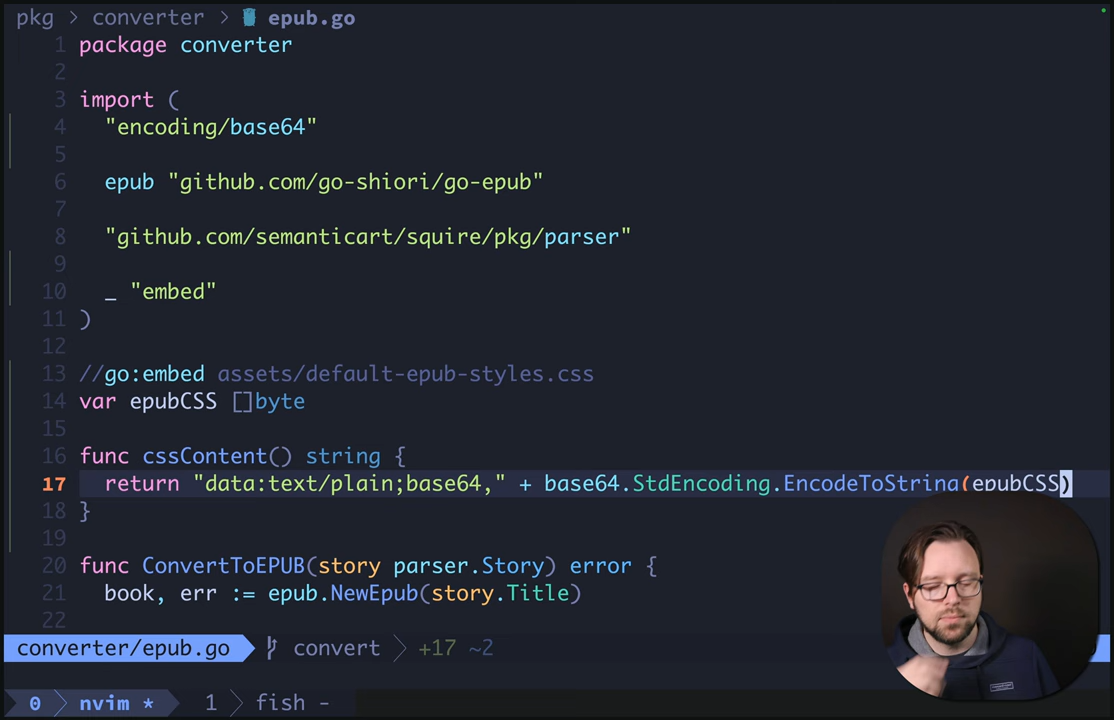 pkg > converter > epub.go
1 package converter
2
3 import (
4 "encoding/base64"
5
6 epub "github.com/go-shiori/go-epub"
7
8 "github.com/semanticart/squire/pkg/parser"
9
10 _ "embed"
11 )
12
13 //go:embed assets/default-epub-styles.css
14 var epubCSS []byte
15
16 func cssContent() string {
17 return "data:text/plain;base64," + base64.StdEncoding.EncodeToString(epubCSS)
18 }
19
20 func ConvertToEPUB(story parser.Story) error {
21 book, err := epub.NewEpub(story.Title)
22
converter/epub.go convert +17 ~2
0 nvim * 1 fish -